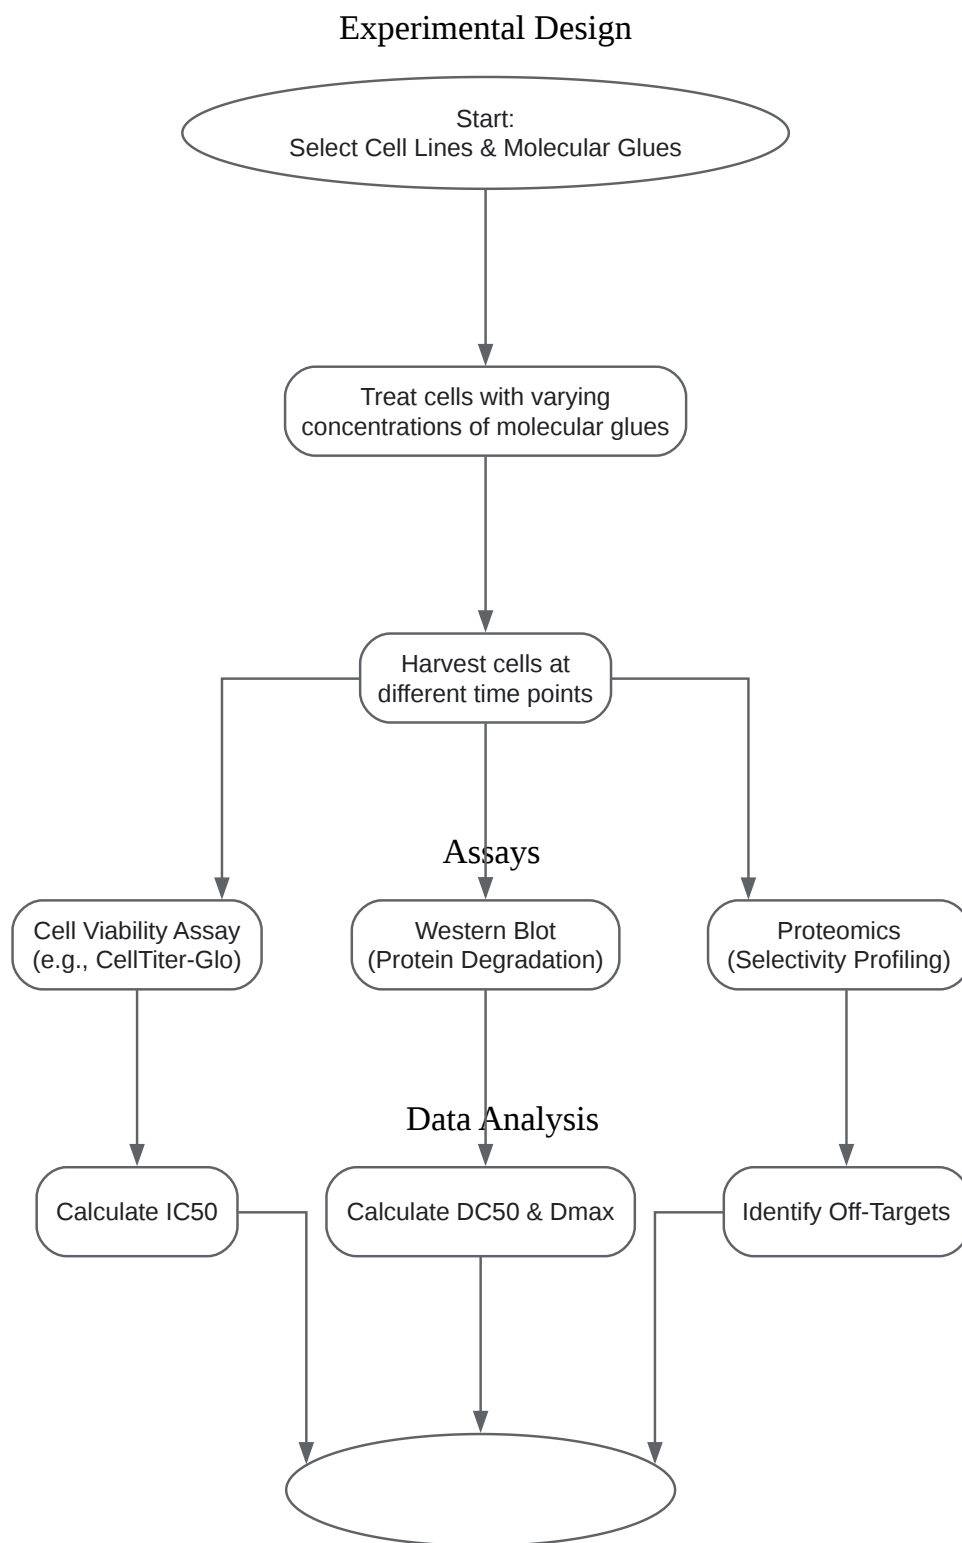 Experimental Design
Start:
Select Cell Lines & Molecular Glues
Treat cells with varying
concentrations of molecular glues
Harvest cells at
different time points
Assays
Cell Viability Assay
(e.g., CellTiter-Glo)
Western Blot
(Protein Degradation)
Proteomics
(Selectivity Profiling)
Data Analysis
Calculate IC50
Calculate DC50 & Dmax
Identify Off-Targets